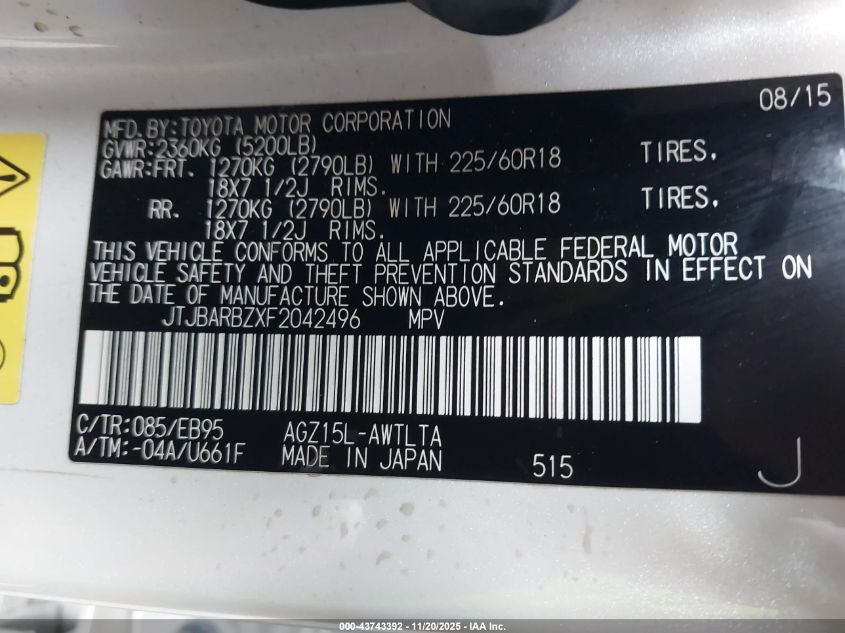 08/15
MFD.BY:TOYOTA MOTOR CORPORATION
GVWR:2360KG (5200LB)
GAWR:FRT. 1270KG (2790LB) WITH 225/60R18 TIRES,
18X7 1/2J RIMS.
RR. 1270KG (2790LB) WITH 225/60R18 TIRES,
18X7 1/2J RIMS.
THIS VEHICLE CONFORMS TO ALL APPLICABLE FEDERAL MOTOR
VEHICLE SAFETY AND THEFT PREVENTION STANDARDS IN EFFECT ON
THE DATE OF MANUFACTURE SHOWN ABOVE.
JTJBARBZXF2042496 MPV
C/TR:085/EB95 AGZ15L-AWTLTA
A/TM:-04A/U661F MADE IN JAPAN 515 J
000-43743392 - 11/20/2025 - IAA Inc.